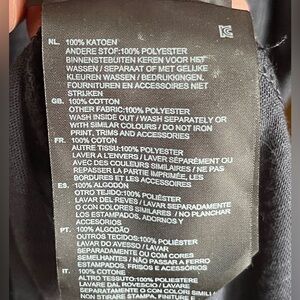 NL. 100% KATOEN
ANDERE STOF:100% POLYESTER
BINNENSTEBUITEN KEREN VOOR HET
WASSEN / SEPARAAT OF MET GELIJKE
KLEUREN WASSEN / BEDRUKKINGEN,
FOURNITUREN EN ACCESSOIRES NIET
STRIJKEN
GB. 100% COTTON
OTHER FABRIC:100% POLYESTER
WASH INSIDE OUT / WASH SEPARATELY OR
WITH SIMILAR COLOURS / DO NOT IRON
PRINT, TRIMS AND ACCESSORIES
FR. 100% COTON
AUTRE TISSU:100% POLYESTER
LAVER A L'ENVERS / LAVER SÉPARÉMENT OU
AVEC DES COULEURS SIMILAIRES / NE PAS
REPASSER LA PARTIE IMPRIMÉE, LES
EMPIÈCEMENTS ET LES ACCESSOIRES
ES. 100% ALGODÓN
OTRO TEJIDO:100% POLIÉSTER
LAVAR DEL REVES / LAVAR SEPARADAMENTE
O CON COLORES SIMILARES / NO PLANCHAR
LOS ESTAMPADOS, ADORNOS Y
ACCESORIOS
PT. 100% ALGODÃO
OUTROS TECIDOS:100% POLIÉSTER
LAVAR DO AVESSO / LAVAR
SEPARADAMENTE OU COM CORES
SEMELHANTES / NÃO PASSAR A FERRO
ESTAMPADOS, FRISOS E ACESSÓRIOS
IT. 100% COTONE
ALTRO TESSUTO:100% POLIESTERE
LAVARE DAL ROVESCIO / LAVARE
SEPARATAMENTE O CON COLORI SIMILI /
NON STIRARE STAMPA, FINITURE E